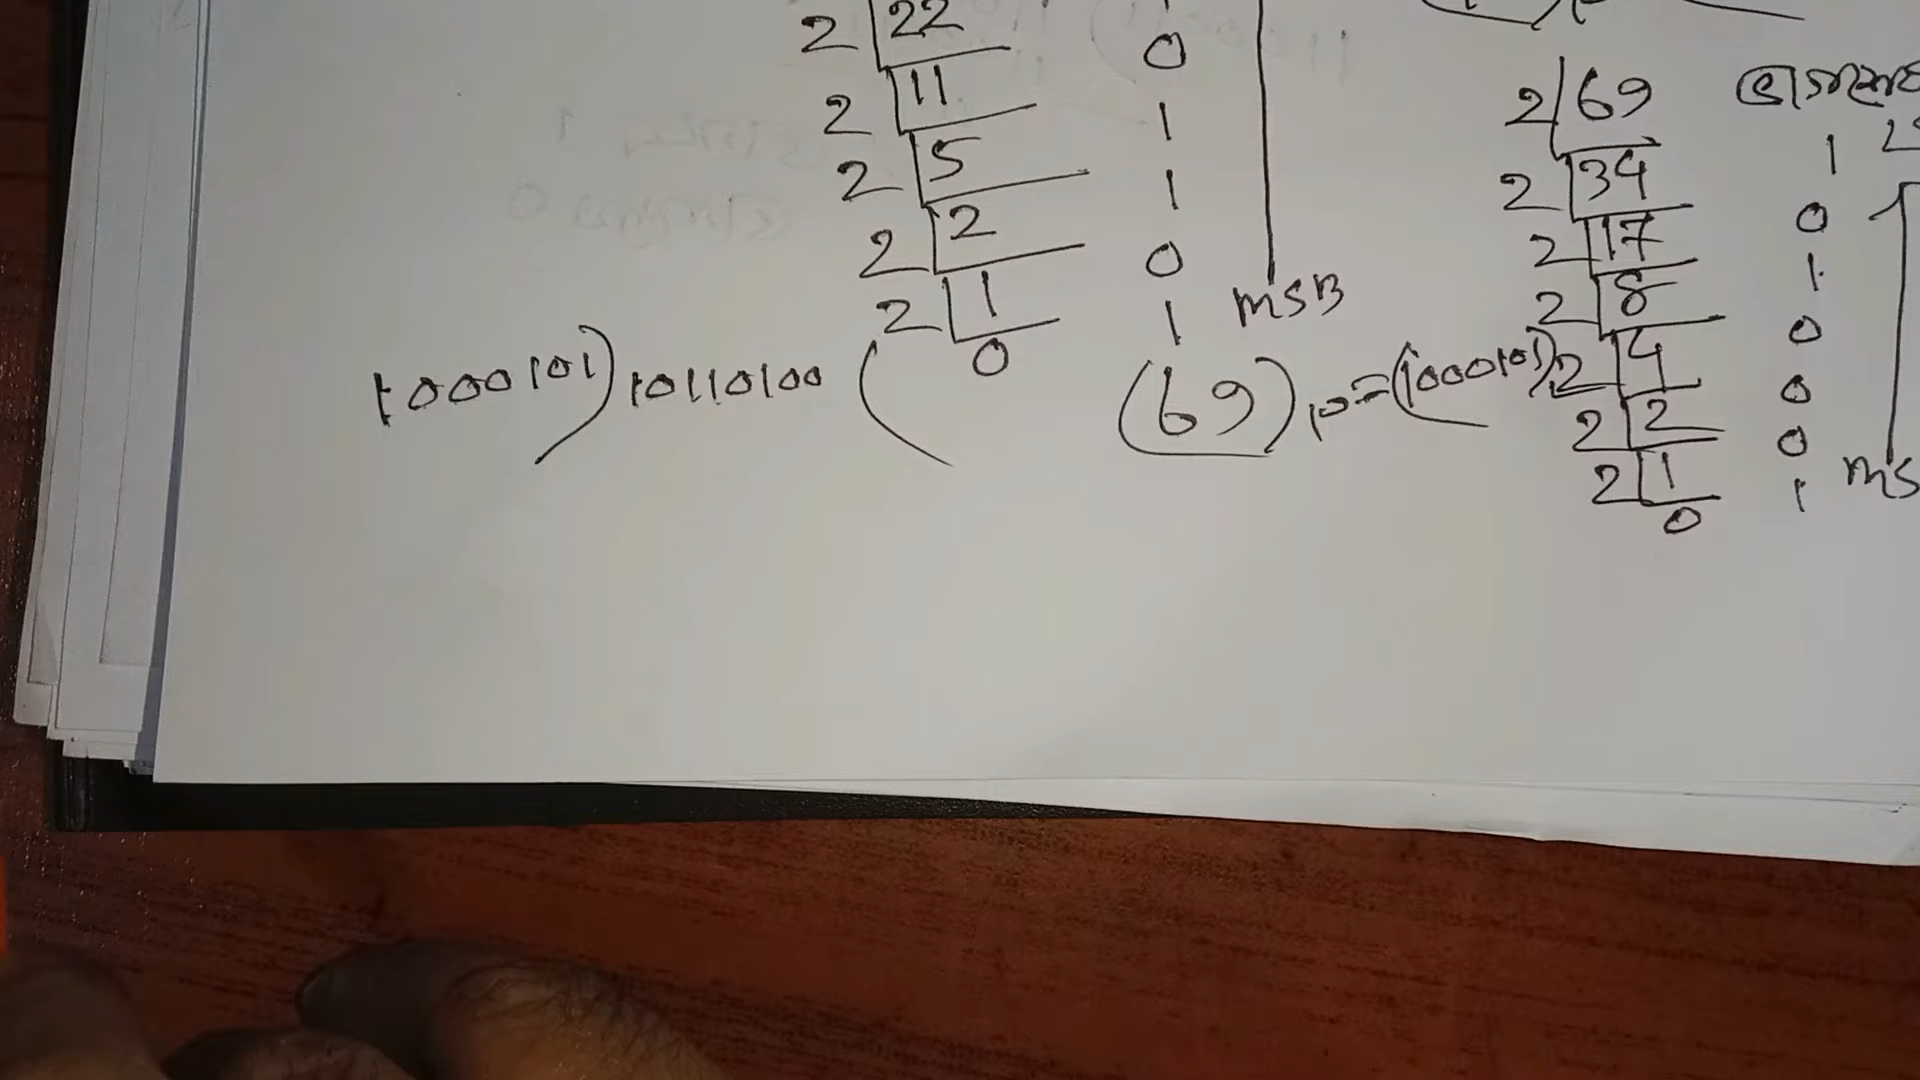 2 22 0
2 11 1
2 5 1
2 2 0
2 1 1 MSB
0
1000101)10110100(
(69)10=(1000101)2
2 69
2 34 1
2 17 0
2 8 1
2 4 0
2 2 0
2 1 0
0 1